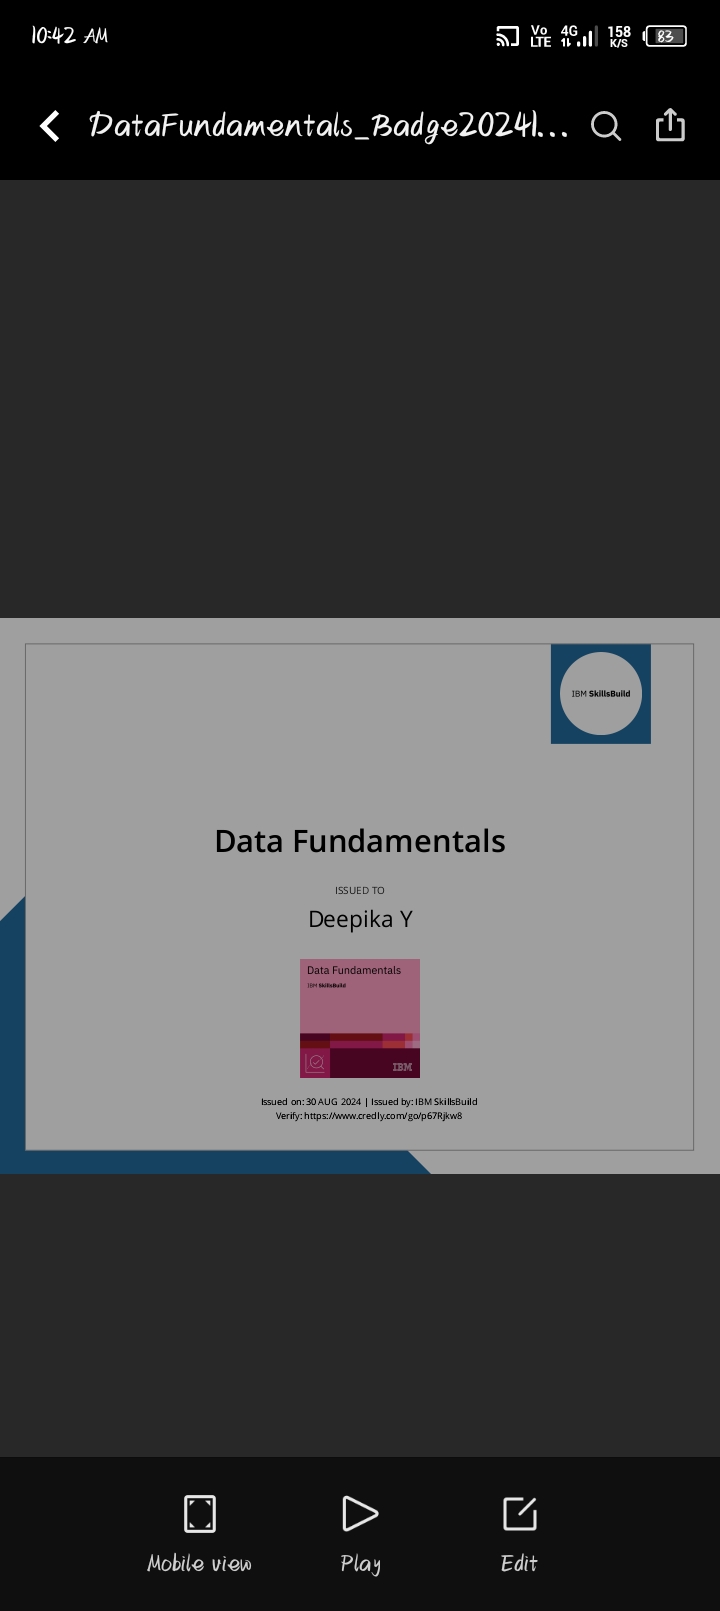 10:42 AM
Vo LTE 4G 158 K/S 83
DataFundamentals_Badge20241...
IBM SkillsBuild
Data Fundamentals
ISSUED TO
Deepika Y
Data Fundamentals
IBM SkillsBuild
IBM
Issued on: 30 AUG 2024 | Issued by: IBM SkillsBuild
Verify: https://www.credly.com/go/p67Rjkw8
Mobile view
Play
Edit